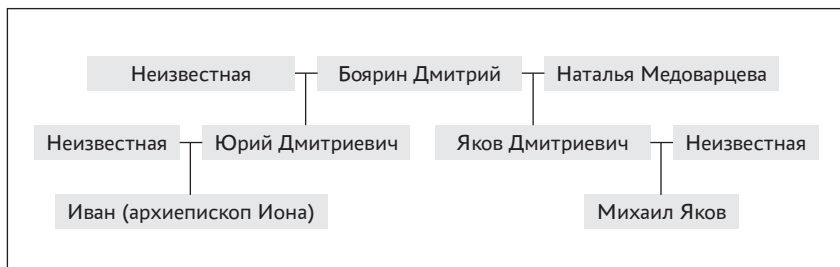 Неизвестная Боярин Дмитрий Наталья Медоварцева
Неизвестная Юрий Дмитриевич Яков Дмитриевич Неизвестная
Иван (архиепископ Иона) Михаил Яков